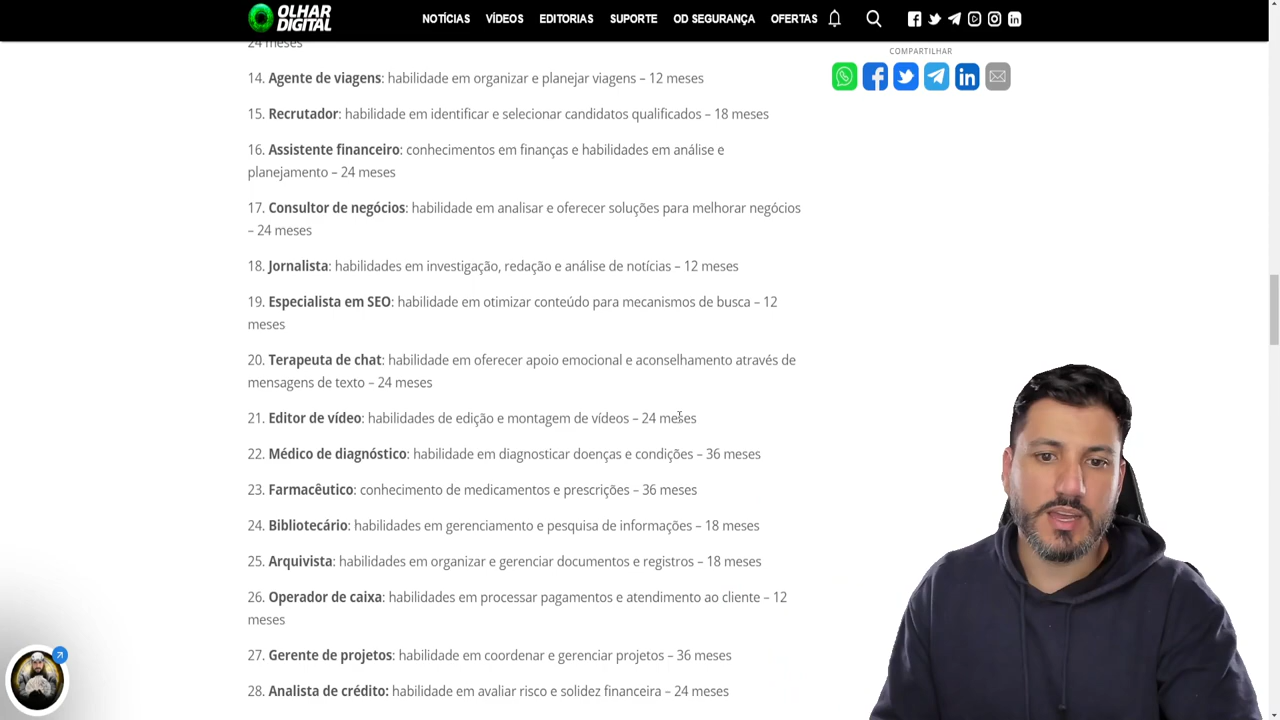 OLHAR
DIGITAL
NOTÍCIAS VÍDEOS EDITORIAS SUPORTE OD SEGURANÇA OFERTAS
24 meses
COMPARTILHAR
14. Agente de viagens: habilidade em organizar e planejar viagens – 12 meses
15. Recrutador: habilidade em identificar e selecionar candidatos qualificados – 18 meses
16. Assistente financeiro: conhecimentos em finanças e habilidades em análise e
planejamento – 24 meses
17. Consultor de negócios: habilidade em analisar e oferecer soluções para melhorar negócios
– 24 meses
18. Jornalista: habilidades em investigação, redação e análise de notícias – 12 meses
19. Especialista em SEO: habilidade em otimizar conteúdo para mecanismos de busca – 12
meses
20. Terapeuta de chat: habilidade em oferecer apoio emocional e aconselhamento através de
mensagens de texto – 24 meses
21. Editor de vídeo: habilidades de edição e montagem de vídeos – 24 meses
22. Médico de diagnóstico: habilidade em diagnosticar doenças e condições – 36 meses
23. Farmacêutico: conhecimento de medicamentos e prescrições – 36 meses
24. Bibliotecário: habilidades em gerenciamento e pesquisa de informações – 18 meses
25. Arquivista: habilidades em organizar e gerenciar documentos e registros – 18 meses
26. Operador de caixa: habilidades em processar pagamentos e atendimento ao cliente – 12
meses
27. Gerente de projetos: habilidade em coordenar e gerenciar projetos – 36 meses
28. Analista de crédito: habilidade em avaliar risco e solidez financeira – 24 meses